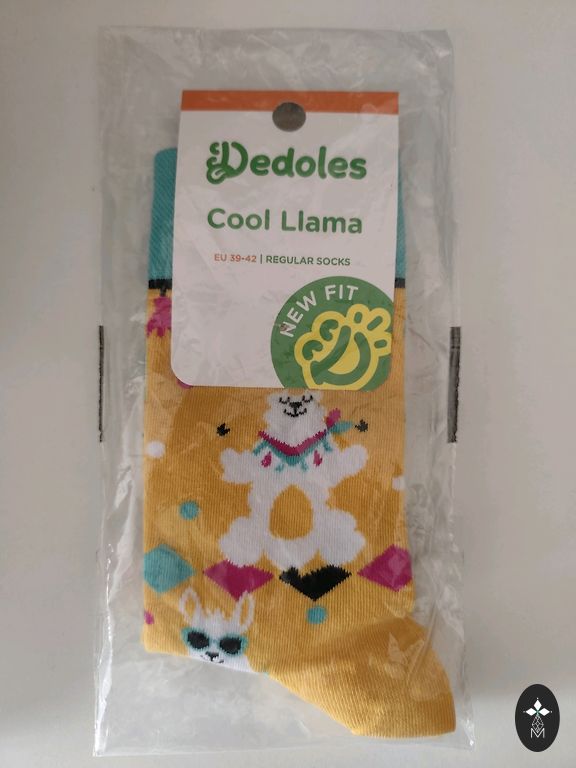 Dedoles
Cool Llama
EU 39-42 | REGULAR SOCKS
NEW FIT
M